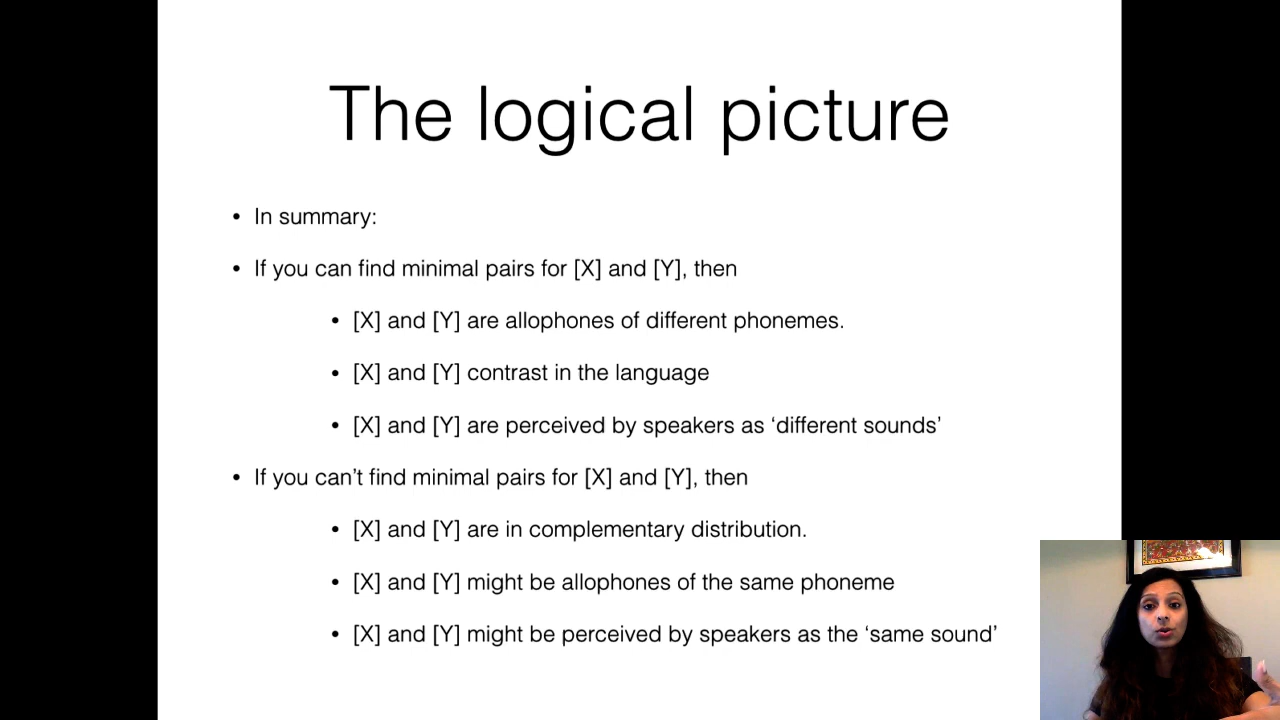 The logical picture
• In summary:
• If you can find minimal pairs for [X] and [Y], then
• [X] and [Y] are allophones of different phonemes.
• [X] and [Y] contrast in the language
• [X] and [Y] are perceived by speakers as ‘different sounds’
• If you can’t find minimal pairs for [X] and [Y], then
• [X] and [Y] are in complementary distribution.
• [X] and [Y] might be allophones of the same phoneme
• [X] and [Y] might be perceived by speakers as the ‘same sound’